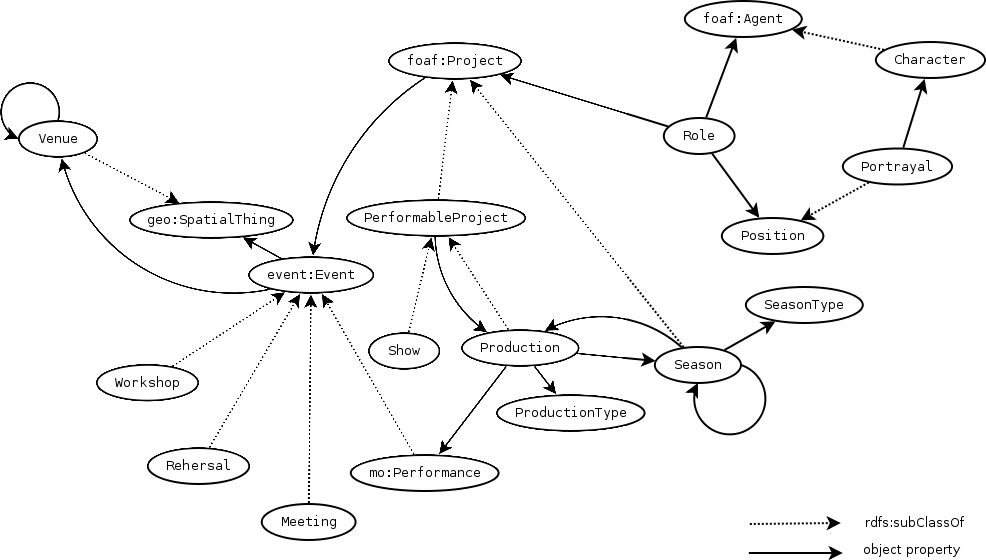 foaf:Agent
foaf:Project
Character
Venue
Role
Portrayal
geo:SpatialThing
PerformableProject
Position
event:Event
SeasonType
Show
Production
Season
Workshop
ProductionType
Rehersal
mo:Performance
Meeting
rdfs:subClassOf
object property